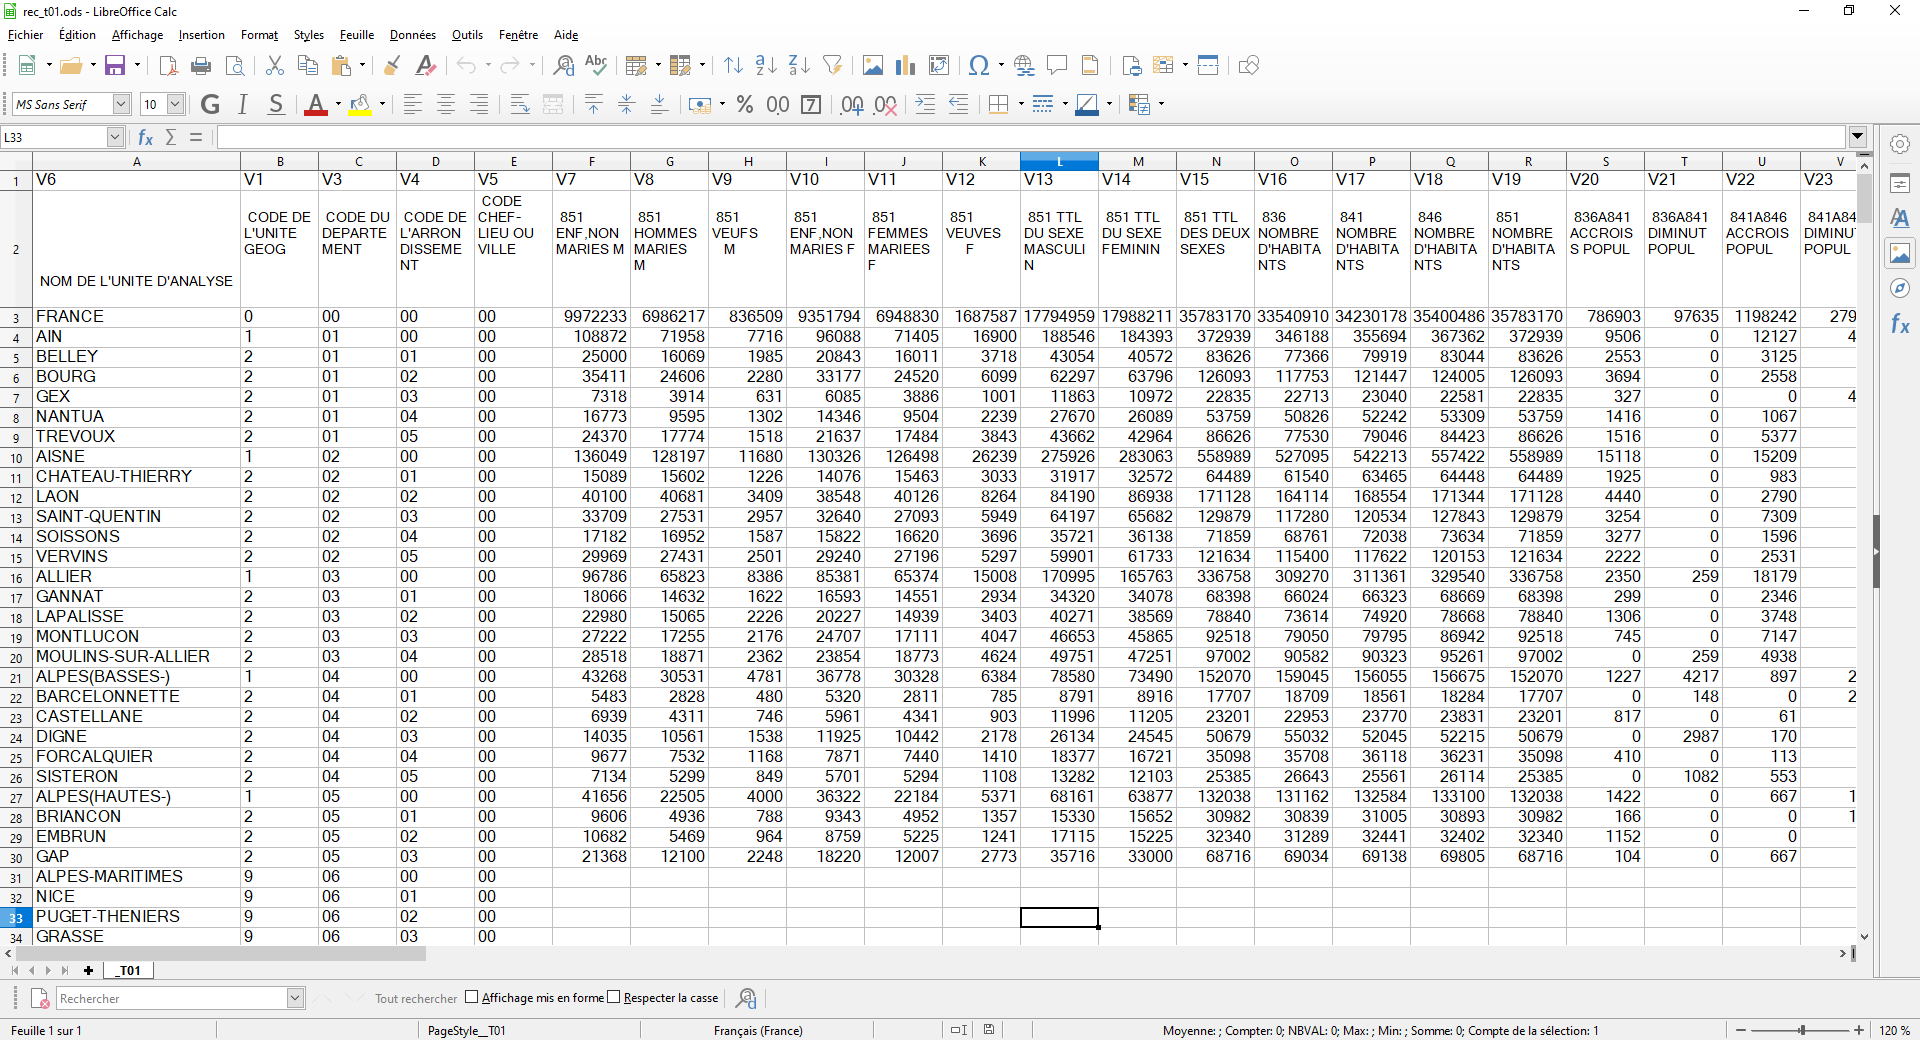 rec_t01.ods - LibreOffice Calc
Fichier Édition Affichage Insertion Format Styles Feuille Données Outils Fenêtre Aide
MS Sans Serif 10 G I S
L33
A B C D E F G H I J K L M N O P Q R S T U V
1 V6 V1 V3 V4 V5 V7 V8 V9 V10 V11 V12 V13 V14 V15 V16 V17 V18 V19 V20 V21 V22 V23
2 NOM DE L'UNITE D'ANALYSE CODE DE L'UNITE GEOG CODE DU DEPARTE MENT CODE DE L'ARRON DISSEME NT CODE CHEF-LIEU OU VILLE 851 ENF,NON MARIES M 851 HOMMES MARIES M 851 VEUFS M 851 ENF,NON MARIES F 851 FEMMES MARIEES F 851 VEUVES F 851 TTL DU SEXE MASCULI N 851 TTL DU SEXE FEMININ 851 TTL DES DEUX SEXES 836 NOMBRE D'HABITA NTS 841 NOMBRE D'HABITA NTS 846 NOMBRE D'HABITA NTS 851 NOMBRE D'HABITA NTS 836A841 ACCROIS S POPUL 836A841 DIMINUT POPUL 841A846 ACCROIS POPUL 841A84 DIMINUT POPUL
3 FRANCE 0 00 00 00 9972233 6986217 836509 9351794 6948830 1687587 17794959 17988211 35783170 33540910 34230178 35400486 35783170 786903 97635 1198242 279
4 AIN 1 01 00 00 108872 71958 7716 96088 71405 16900 188546 184393 372939 346188 355694 367362 372939 9506 0 12127 4
5 BELLEY 2 01 01 00 25000 16069 1985 20843 16011 3718 43054 40572 83626 77366 79919 83044 83626 2553 0 3125
6 BOURG 2 01 02 00 35411 24606 2280 33177 24520 6099 62297 63796 126093 117753 121447 124005 126093 3694 0 2558
7 GEX 2 01 03 00 7318 3914 631 6085 3886 1001 11863 10972 22835 22713 23040 22581 22835 327 0 0 4
8 NANTUA 2 01 04 00 16773 9595 1302 14346 9504 2239 27670 26089 53759 50826 52242 53309 53759 1416 0 1067
9 TREVOUX 2 01 05 00 24370 17774 1518 21637 17484 3843 43662 42964 86626 77530 79046 84423 86626 1516 0 5377
10 AISNE 1 02 00 00 136049 128197 11680 130326 126498 26239 275926 283063 558989 527095 542213 557422 558989 15118 0 15209
11 CHATEAU-THIERRY 2 02 01 00 15089 15602 1226 14076 15463 3033 31917 32572 64489 61540 63465 64448 64489 1925 0 983
12 LAON 2 02 02 00 40100 40681 3409 38548 40126 8264 84190 86938 171128 164114 168554 171344 171128 4440 0 2790
13 SAINT-QUENTIN 2 02 03 00 33709 27531 2957 32640 27093 5949 64197 65682 129879 117280 120534 127843 129879 3254 0 7309
14 SOISSONS 2 02 04 00 17182 16952 1587 15822 16620 3696 35721 36138 71859 68761 72038 73634 71859 3277 0 1596
15 VERVINS 2 02 05 00 29969 27431 2501 29240 27196 5297 59901 61733 121634 115400 117622 120153 121634 2222 0 2531
16 ALLIER 1 03 00 00 96786 65823 8386 85381 65374 15008 170995 165763 336758 309270 311361 329540 336758 2350 259 18179
17 GANNAT 2 03 01 00 18066 14632 1622 16593 14551 2934 34320 34078 68398 66024 66323 68669 68398 299 0 2346
18 LAPALISSE 2 03 02 00 22980 15065 2226 20227 14939 3403 40271 38569 78840 73614 74920 78668 78840 1306 0 3748
19 MONTLUCON 2 03 03 00 27222 17255 2176 24707 17111 4047 46653 45865 92518 79050 79795 86942 92518 745 0 7147
20 MOULINS-SUR-ALLIER 2 03 04 00 28518 18871 2362 23854 18773 4624 49751 47251 97002 90582 90323 95261 97002 0 259 4938
21 ALPES(BASSES-) 1 04 00 00 43268 30531 4781 36778 30328 6384 78580 73490 152070 159045 156055 156675 152070 1227 4217 897 2
22 BARCELONNETTE 2 04 01 00 5483 2828 480 5320 2811 785 8791 8916 17707 18709 18561 18284 17707 0 148 0 2
23 CASTELLANE 2 04 02 00 6939 4311 746 5961 4341 903 11996 11205 23201 22953 23770 23831 23201 817 0 61
24 DIGNE 2 04 03 00 14035 10561 1538 11925 10442 2178 26134 24545 50679 55032 52045 52215 50679 0 2987 170
25 FORCALQUIER 2 04 04 00 9677 7532 1168 7871 7440 1410 18377 16721 35098 35708 36118 36231 35098 410 0 113
26 SISTERON 2 04 05 00 7134 5299 849 5701 5294 1108 13282 12103 25385 26643 25561 26114 25385 0 1082 553
27 ALPES(HAUTES-) 1 05 00 00 41656 22505 4000 36322 22184 5371 68161 63877 132038 131162 132584 133100 132038 1422 0 667 1
28 BRIANCON 2 05 01 00 9606 4936 788 9343 4952 1357 15330 15652 30982 30839 31005 30893 30982 166 0 0 1
29 EMBRUN 2 05 02 00 10682 5469 964 8759 5225 1241 17115 15225 32340 31289 32441 32402 32340 1152 0 0
30 GAP 2 05 03 00 21368 12100 2248 18220 12007 2773 35716 33000 68716 69034 69138 69805 68716 104 0 667
31 ALPES-MARITIMES 9 06 00 00
32 NICE 9 06 01 00
33 PUGET-THENIERS 9 06 02 00
34 GRASSE 9 06 03 00
_T01
Rechercher Tout rechercher Affichage mis en forme Respecter la casse
Feuille 1 sur 1 PageStyle__T01 Français (France) Moyenne: ; Compter: 0; NBVAL: 0; Max: ; Min: ; Somme: 0; Compte de la sélection: 1 120 %